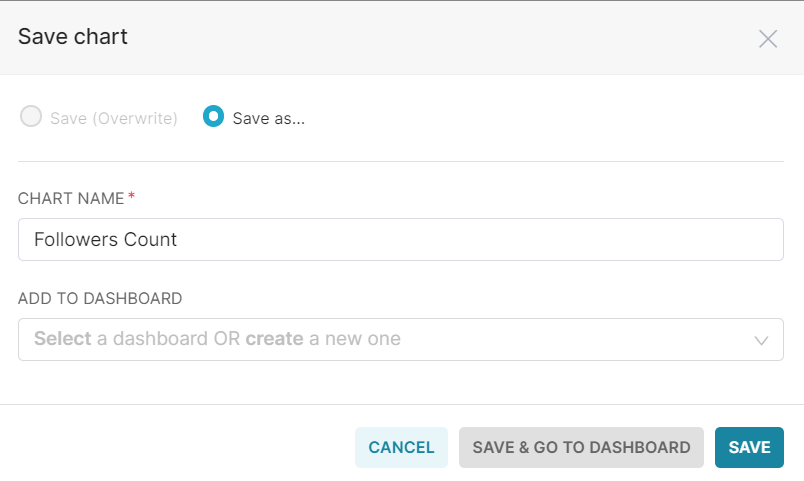 Save chart
Save (Overwrite) Save as...
CHART NAME *
Followers Count
ADD TO DASHBOARD
Select a dashboard OR create a new one
CANCEL SAVE & GO TO DASHBOARD SAVE